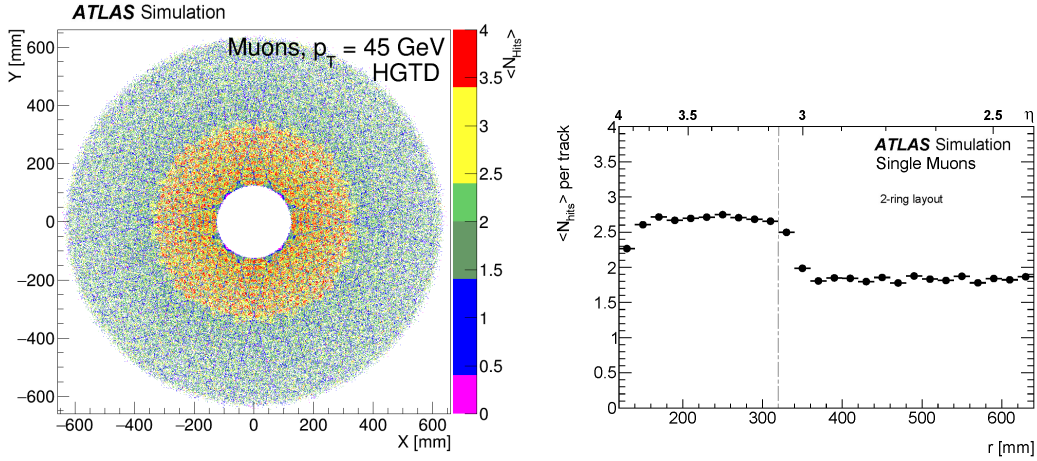 ATLAS Simulation
Y [mm]
600
400
200
0
−200
−400
−600
−600 −400 −200 0 200 400 600
X [mm]
Muons, pT = 45 GeV
HGTD
4
3.5
3
2.5
2
1.5
1
0.5
0
<NHits>
4 3.5 3 2.5 η
<Nhits> per track
4
3.5
3
2.5
2
1.5
1
0.5
0
ATLAS Simulation
Single Muons
2-ring layout
200 300 400 500 600
r [mm]